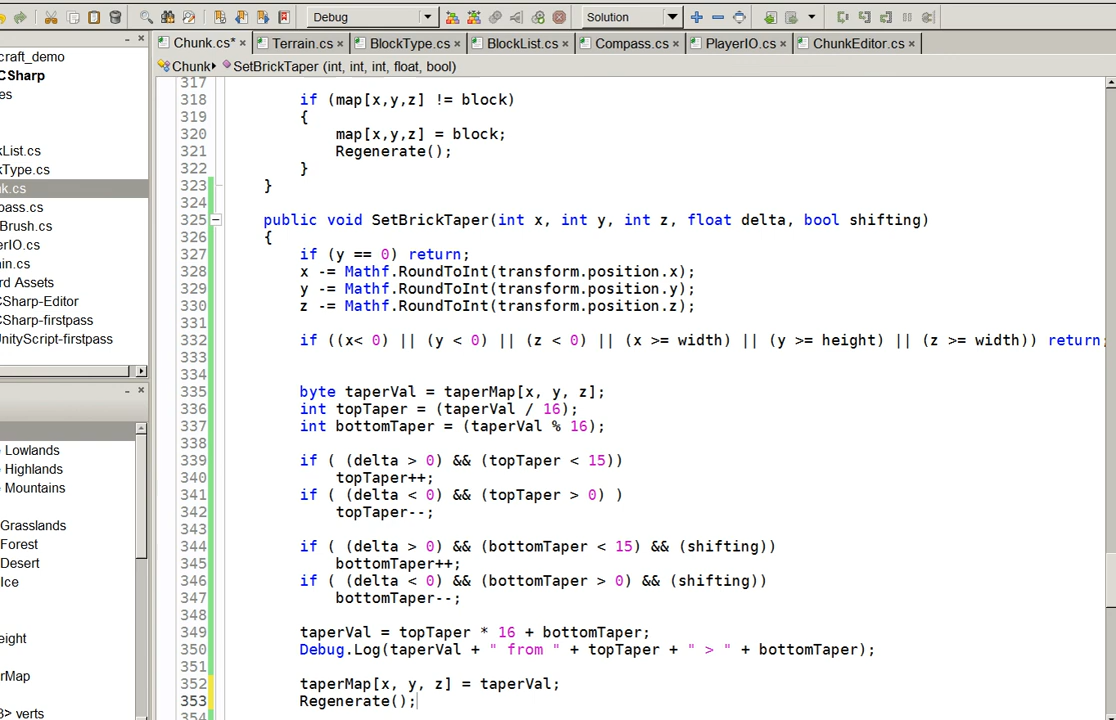 Debug
Solution
craft_demo
CSharp
es
kList.cs
kType.cs
nk.cs
pass.cs
Brush.cs
erIO.cs
in.cs
rd Assets
CSharp-Editor
CSharp-firstpass
UnityScript-firstpass
Lowlands
Highlands
Mountains
Grasslands
Forest
Desert
Ice
eight
rMap
3> verts
Chunk.cs* × Terrain.cs × BlockType.cs × BlockList.cs × Compass.cs × PlayerIO.cs × ChunkEditor.cs ×
Chunk SetBrickTaper (int, int, int, float, bool)
317
318 if (map[x,y,z] != block)
319 {
320 map[x,y,z] = block;
321 Regenerate();
322 }
323 }
324
325 public void SetBrickTaper(int x, int y, int z, float delta, bool shifting)
326 {
327 if (y == 0) return;
328 x -= Mathf.RoundToInt(transform.position.x);
329 y -= Mathf.RoundToInt(transform.position.y);
330 z -= Mathf.RoundToInt(transform.position.z);
331
332 if ((x< 0) || (y < 0) || (z < 0) || (x >= width) || (y >= height) || (z >= width)) return;
333
334
335 byte taperVal = taperMap[x, y, z];
336 int topTaper = (taperVal / 16);
337 int bottomTaper = (taperVal % 16);
338
339 if ( (delta > 0) && (topTaper < 15))
340 topTaper++;
341 if ( (delta < 0) && (topTaper > 0) )
342 topTaper--;
343
344 if ( (delta > 0) && (bottomTaper < 15) && (shifting))
345 bottomTaper++;
346 if ( (delta < 0) && (bottomTaper > 0) && (shifting))
347 bottomTaper--;
348
349 taperVal = topTaper * 16 + bottomTaper;
350 Debug.Log(taperVal + " from " + topTaper + " > " + bottomTaper);
351
352 taperMap[x, y, z] = taperVal;
353 Regenerate();
354